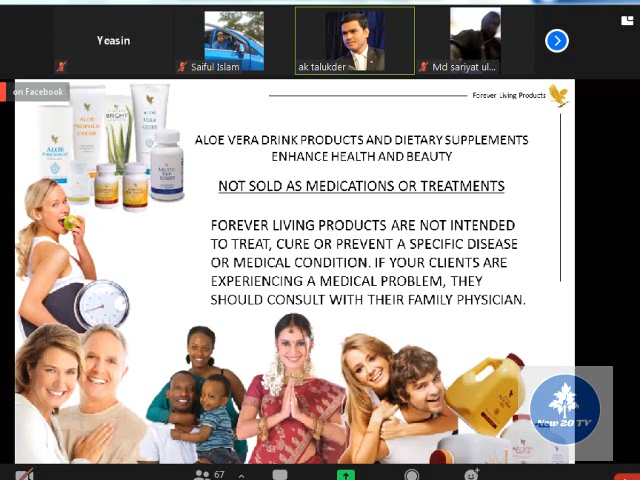 Yeasin
Saiful Islam
ak talukder
Md sariyat ul...
on Facebook
Forever Living Products
ALOE VERA DRINK PRODUCTS AND DIETARY SUPPLEMENTS
ENHANCE HEALTH AND BEAUTY
NOT SOLD AS MEDICATIONS OR TREATMENTS
FOREVER LIVING PRODUCTS ARE NOT INTENDED
TO TREAT, CURE OR PREVENT A SPECIFIC DISEASE
OR MEDICAL CONDITION. IF YOUR CLIENTS ARE
EXPERIENCING A MEDICAL PROBLEM, THEY
SHOULD CONSULT WITH THEIR FAMILY PHYSICIAN.
ALOE
ALOE
PROPOLIS
CREME
BRIGHT
ALOE
VERA
New 20 TV
67